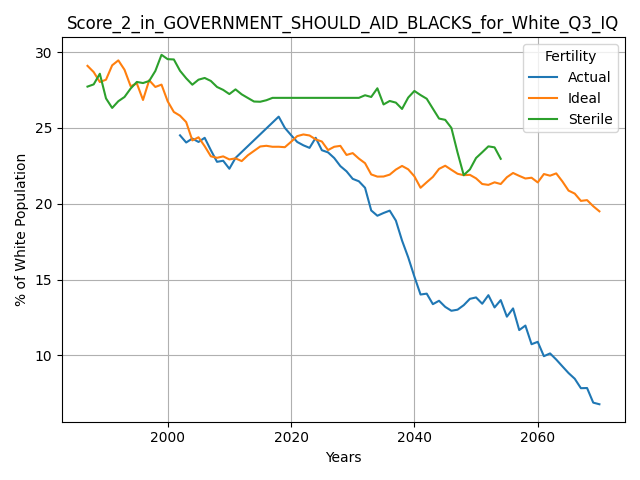 Score_2_in_GOVERNMENT_SHOULD_AID_BLACKS_for_White_Q3_IQ
30
25
20
15
10
% of White Population
Fertility
Actual
Ideal
Sterile
2000
2020
2040
2060
Years